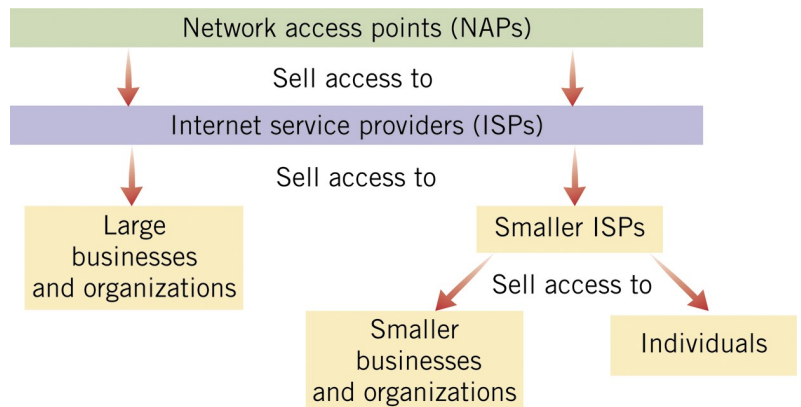 Network access points (NAPs)
Sell access to
Internet service providers (ISPs)
Sell access to
Large
businesses
and organizations
Smaller ISPs
Sell access to
Smaller
businesses
and organizations
Individuals